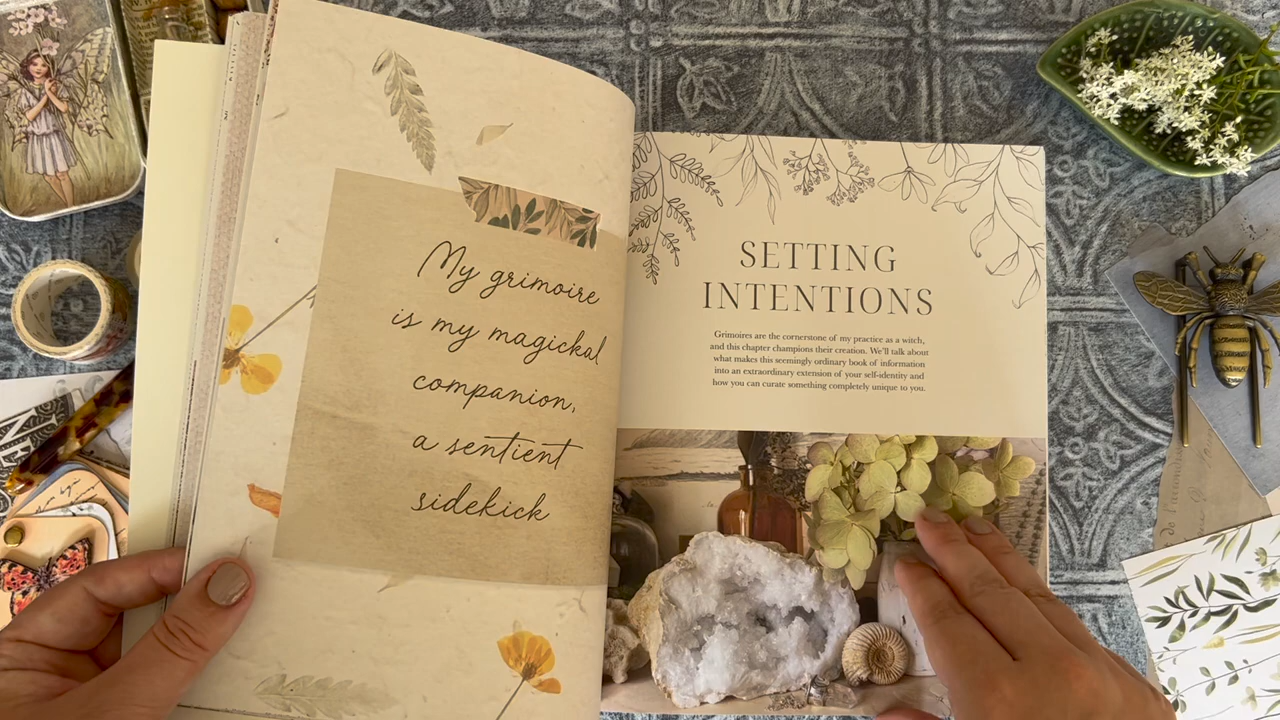 My grimoire
is my magickal
companion,
a sentient
sidekick
SETTING
INTENTIONS
Grimoires are the cornerstone of my practice as a witch,
and this chapter champions their creation. We'll talk about
what makes this seemingly ordinary book of information
into an extraordinary extension of your self-identity and
how you can curate something completely unique to you.